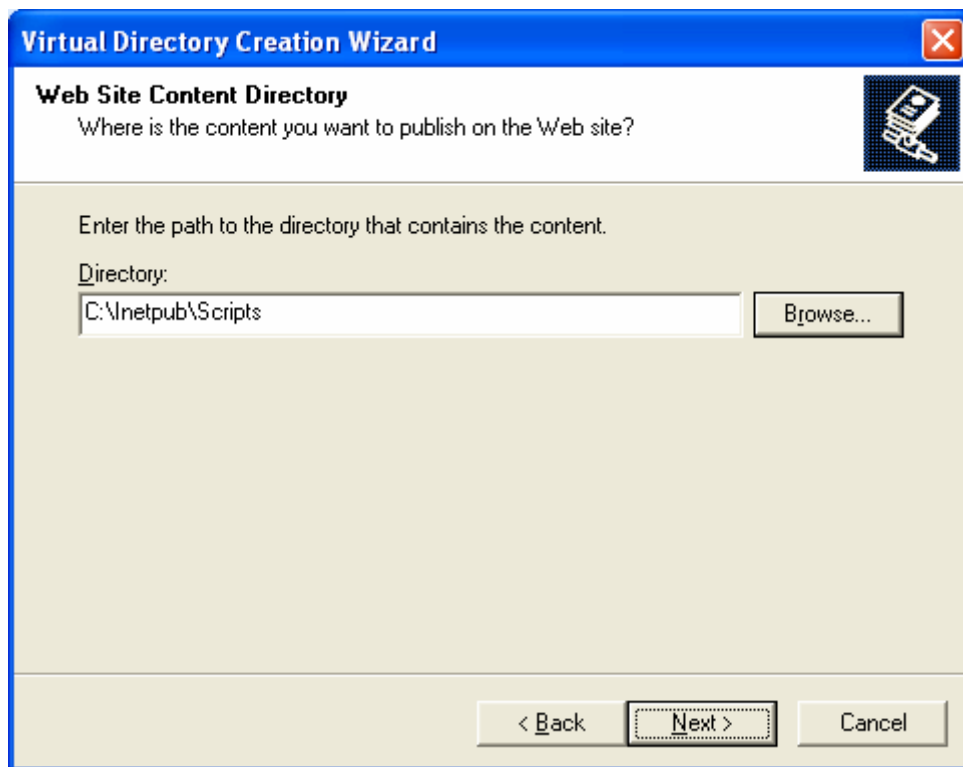 Virtual Directory Creation Wizard
Web Site Content Directory
Where is the content you want to publish on the Web site?
Enter the path to the directory that contains the content.
Directory:
C:\Inetpub\Scripts
Browse...
< Back
Next >
Cancel